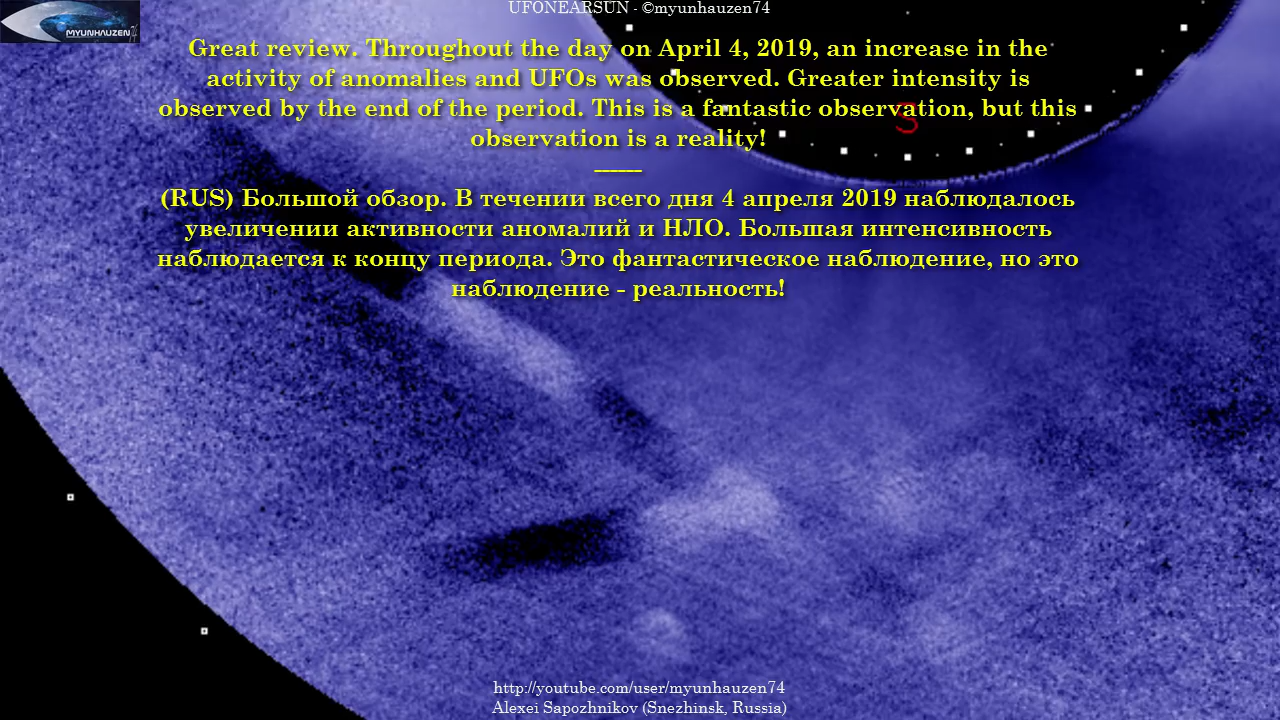 UFONEARSUN - ©myunhauzen74
MYUNHAUZEN74
Great review. Throughout the day on April 4, 2019, an increase in the
activity of anomalies and UFOs was observed. Greater intensity is
observed by the end of the period. This is a fantastic observation, but this
observation is a reality!
------
S
(RUS) Большой обзор. В течении всего дня 4 апреля 2019 наблюдалось
увеличении активности аномалий и НЛО. Большая интенсивность
наблюдается к концу периода. Это фантастическое наблюдение, но это
наблюдение - реальность!
http://youtube.com/user/myunhauzen74
Alexei Sapozhnikov (Snezhinsk, Russia)